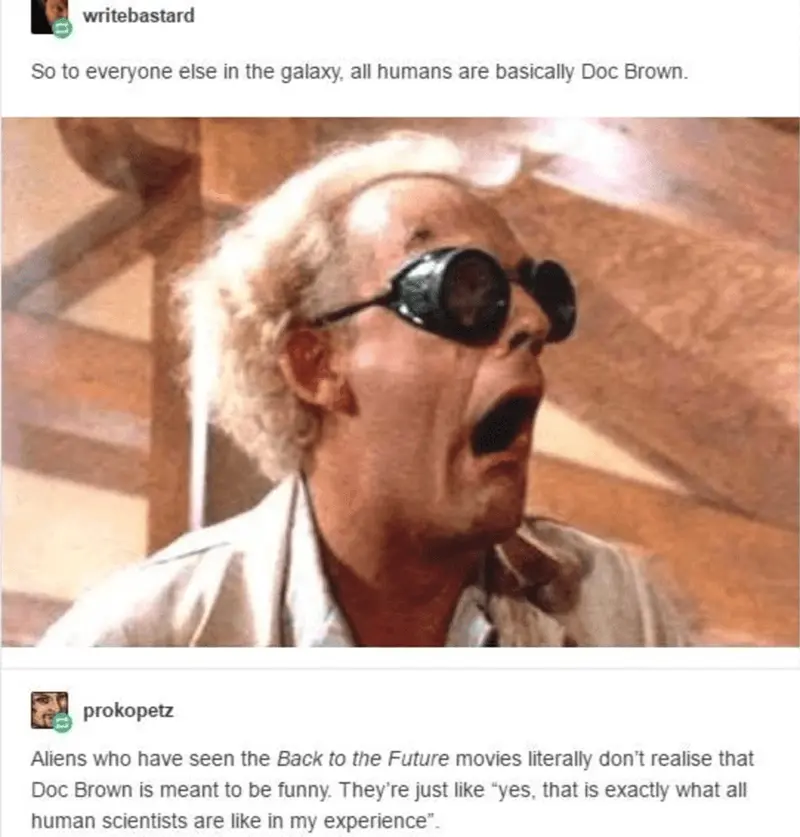 writebastard
So to everyone else in the galaxy, all humans are basically Doc Brown.
prokopetz
Aliens who have seen the Back to the Future movies literally don't realise that
Doc Brown is meant to be funny. They're just like “yes, that is exactly what all
human scientists are like in my experience”.